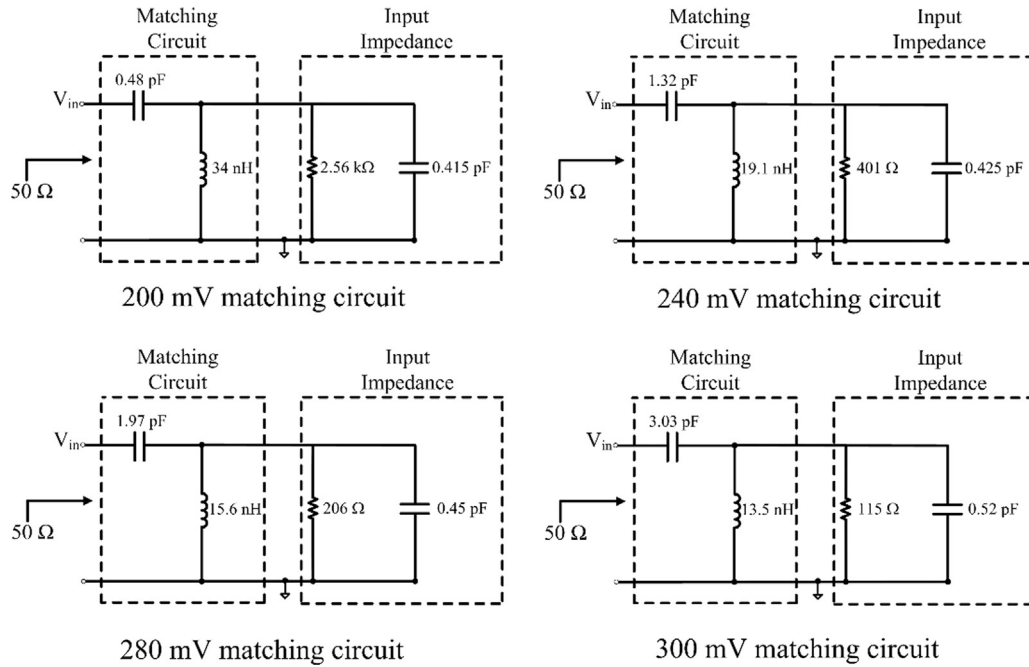 Matching
Circuit
Input
Impedance
0.48 pF
Vin
34 nH
2.56 kΩ
0.415 pF
50 Ω
200 mV matching circuit
Matching
Circuit
Input
Impedance
1.32 pF
Vin
19.1 nH
401 Ω
0.425 pF
50 Ω
240 mV matching circuit
Matching
Circuit
Input
Impedance
1.97 pF
Vin
15.6 nH
206 Ω
0.45 pF
50 Ω
280 mV matching circuit
Matching
Circuit
Input
Impedance
3.03 pF
Vin
13.5 nH
115 Ω
0.52 pF
50 Ω
300 mV matching circuit